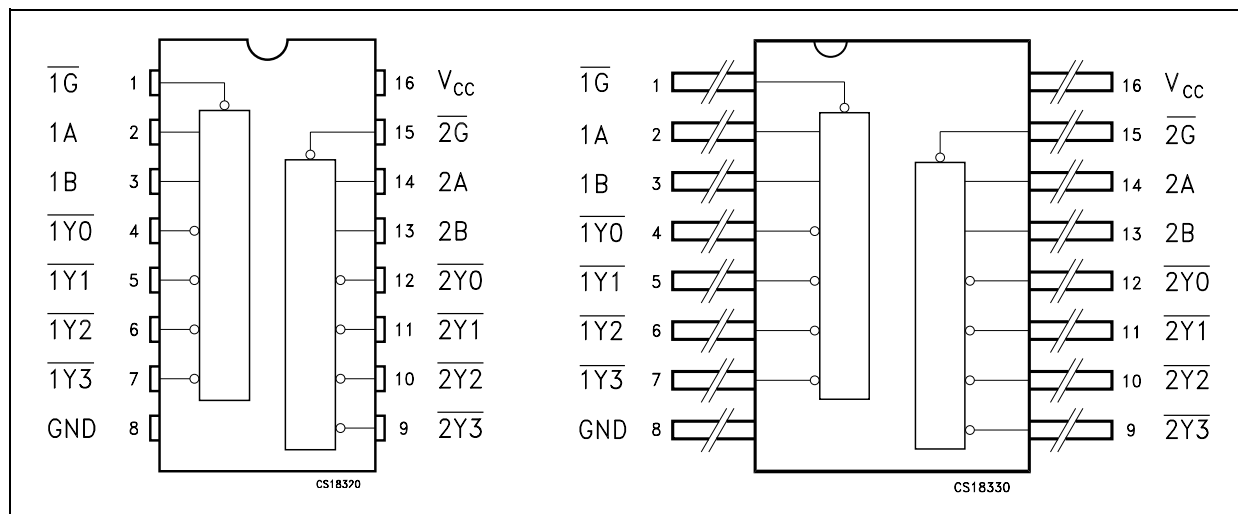 1G 1 16 VCC
1A 2 15 2G
1B 3 14 2A
1Y0 4 13 2B
1Y1 5 12 2Y0
1Y2 6 11 2Y1
1Y3 7 10 2Y2
GND 8 9 2Y3
CS18320
1G 1 16 VCC
1A 2 15 2G
1B 3 14 2A
1Y0 4 13 2B
1Y1 5 12 2Y0
1Y2 6 11 2Y1
1Y3 7 10 2Y2
GND 8 9 2Y3
CS18330